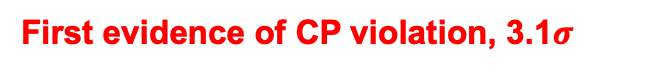 First evidence of CP violation, 3.1σ